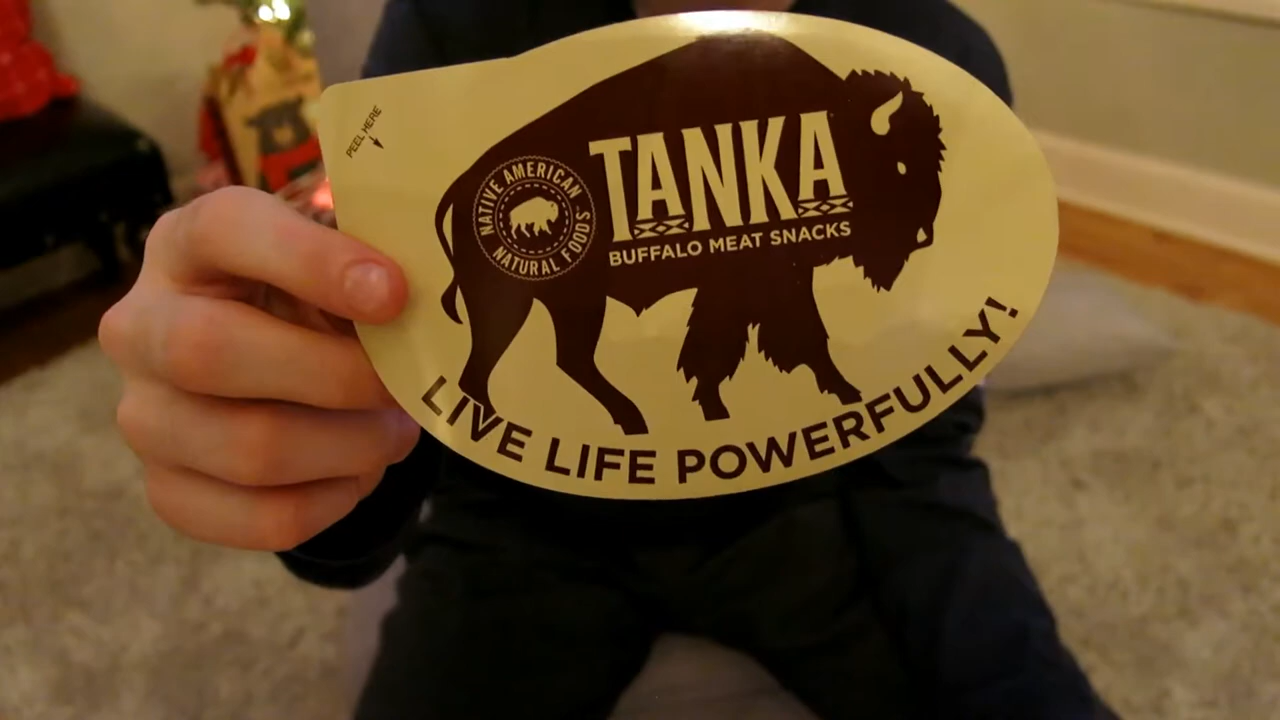 PEEL HERE
NATIVE AMERICAN
NATURAL FOODS
TANKA
BUFFALO MEAT SNACKS
LIVE LIFE POWERFULLY!